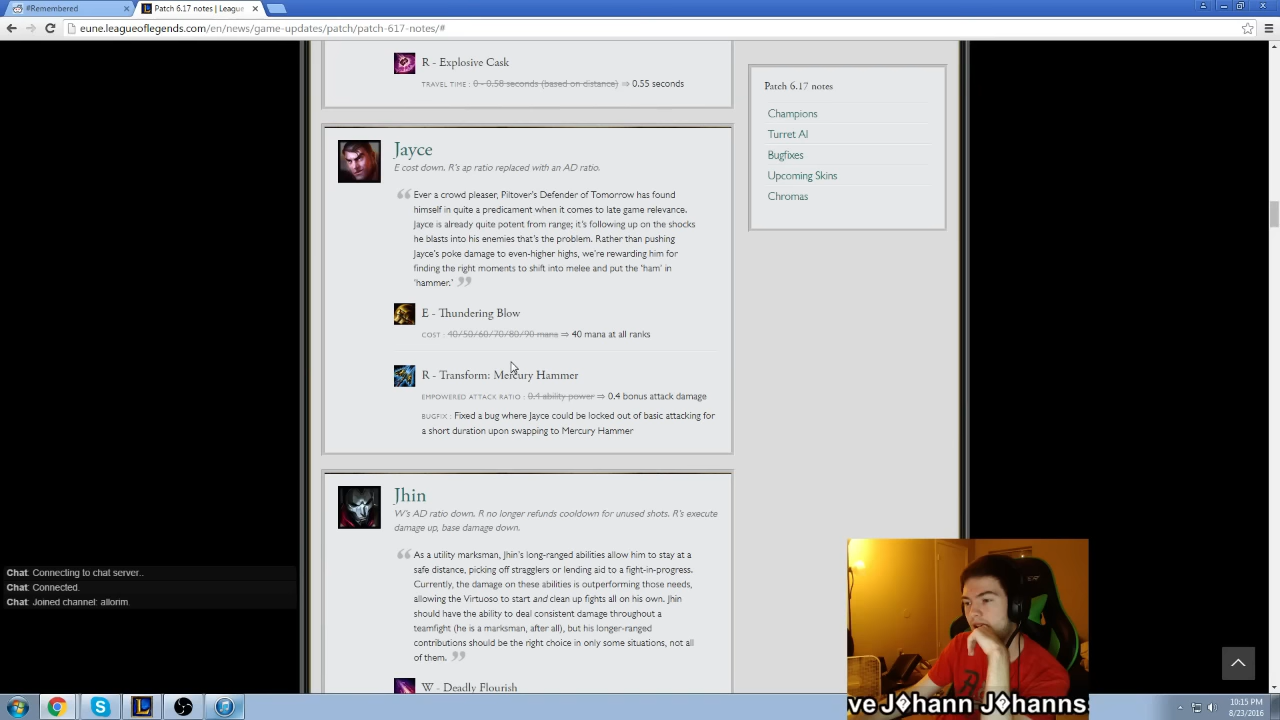 #Remembered
Patch 6.17 notes | Leagu
eune.leagueoflegends.com/en/news/game-updates/patch/patch-617-notes/#
R - Explosive Cask
TRAVEL TIME : 0 - 0.58 seconds (based on distance) ⇒ 0.55 seconds
Jayce
E cost down. R's ap ratio replaced with an AD ratio.
Ever a crowd pleaser, Piltover's Defender of Tomorrow has found
himself in quite a predicament when it comes to late game relevance.
Jayce is already quite potent from range; it's following up on the shocks
he blasts into his enemies that's the problem. Rather than pushing
Jayce's poke damage to even-higher highs, we're rewarding him for
finding the right moments to shift into melee and put the 'ham' in
'hammer.'
E - Thundering Blow
COST : 40/50/60/70/80/90 mana ⇒ 40 mana at all ranks
R - Transform: Mercury Hammer
EMPOWERED ATTACK RATIO : 0.4 ability power ⇒ 0.4 bonus attack damage
BUGFIX : Fixed a bug where Jayce could be locked out of basic attacking for
a short duration upon swapping to Mercury Hammer
Jhin
W's AD ratio down. R no longer refunds cooldown for unused shots. R's execute
damage up, base damage down.
As a utility marksman, Jhin's long-ranged abilities allow him to stay at a
safe distance, picking off stragglers or lending aid to a fight-in-progress.
Currently, the damage on these abilities is outperforming those needs,
allowing the Virtuoso to start and clean up fights all on his own. Jhin
should have the ability to deal consistent damage throughout a
teamfight (he is a marksman, after all), but his longer-ranged
contributions should be the right choice in only some situations, not all
of them.
W - Deadly Flourish
Patch 6.17 notes
Champions
Turret AI
Bugfixes
Upcoming Skins
Chromas
Chat: Connecting to chat server..
Chat: Connected.
Chat: Joined channel: allorim
ve J�hann J�hanns
10:15 PM
8/23/2016